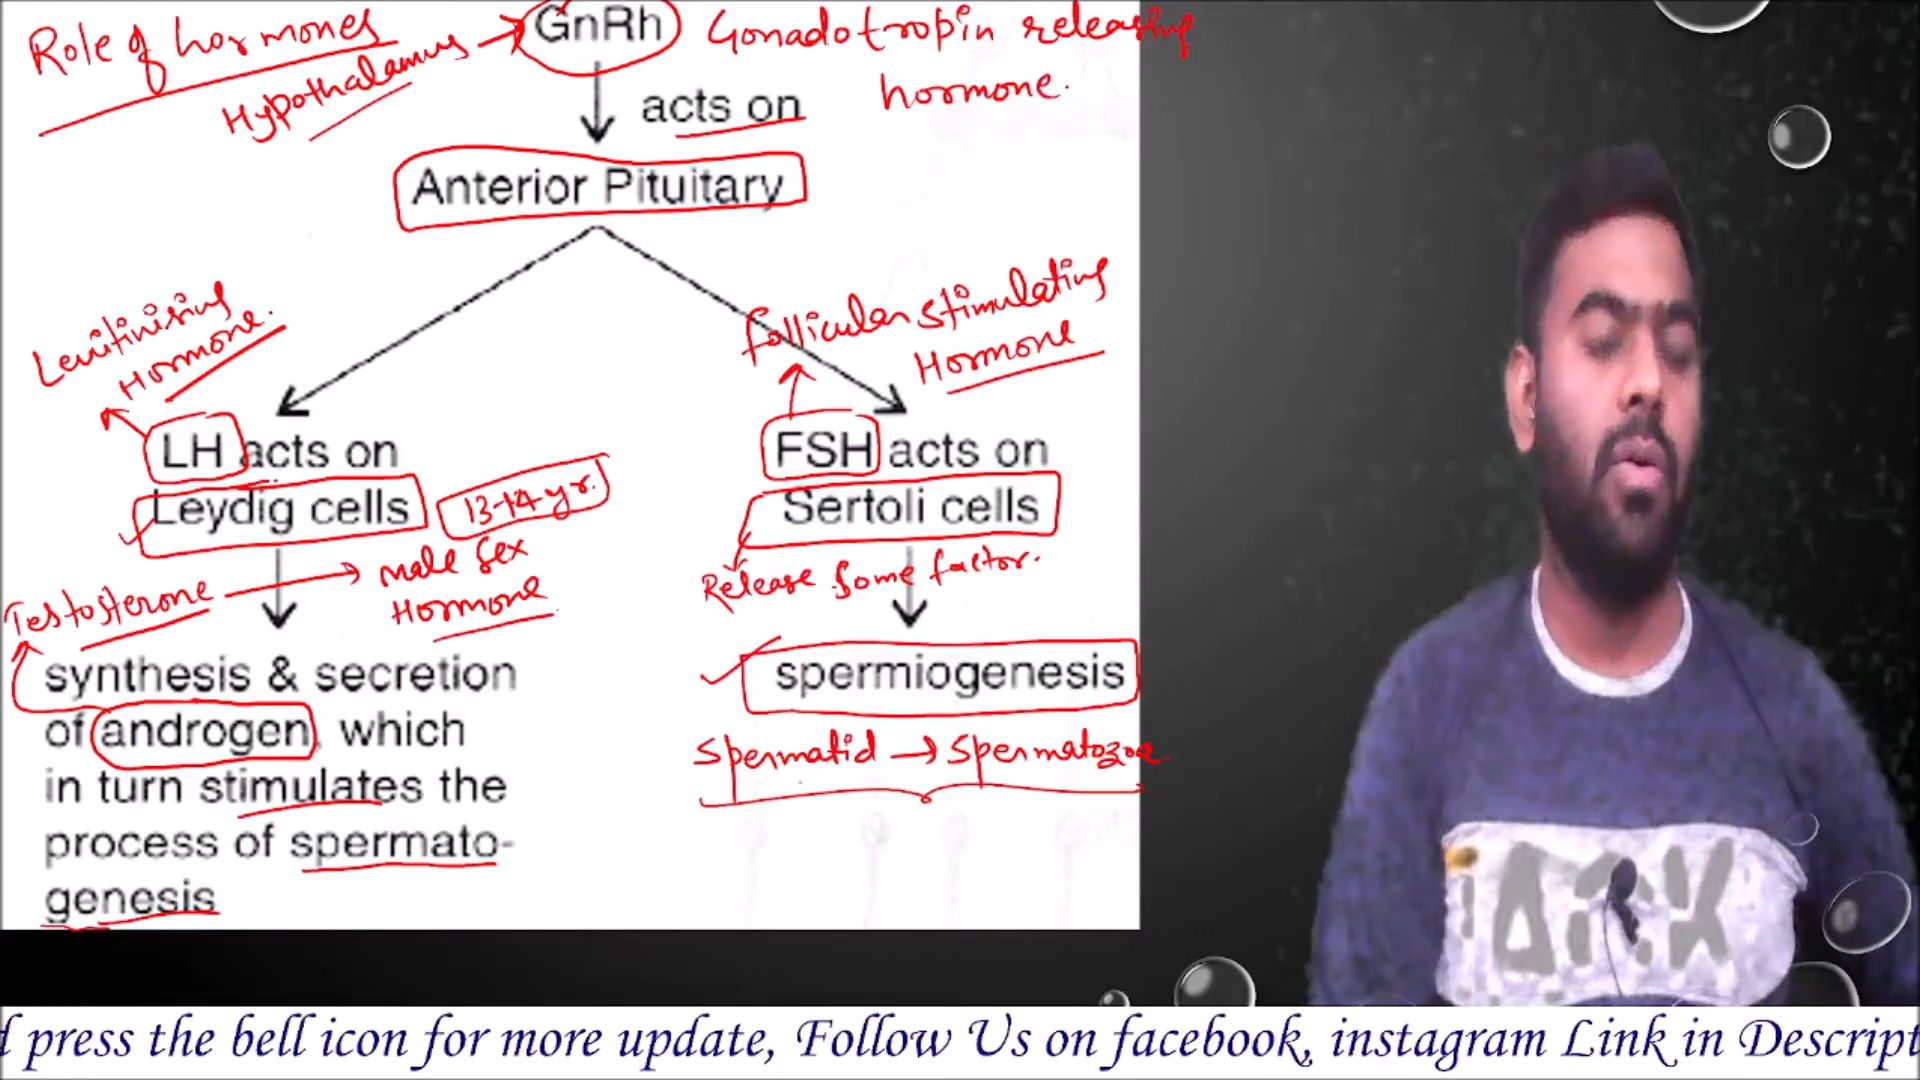 Role of hormones
Hypothalamus → GnRh Gonadotropin releasing
hormone.
acts on
Anterior Pituitary
Leuitinising
Hormone.
follicular stimulating
Hormone
LH acts on
Leydig cells 13-14 yr.
FSH acts on
Sertoli cells
Testosterone → male sex
Hormone
Release some factor.
synthesis & secretion
of androgen, which
in turn stimulates the
process of spermato-
genesis
spermiogenesis
Spermatid → Spermatozoa
d press the bell icon for more update, Follow Us on facebook, instagram Link in Descript